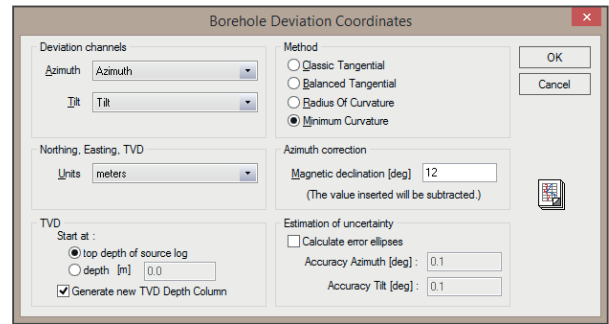 Borehole Deviation Coordinates
Deviation channels
Azimuth Azimuth
Tilt Tilt
Method
Classic Tangential
Balanced Tangential
Radius Of Curvature
Minimum Curvature
OK
Cancel
Northing, Easting, TVD
Units meters
Azimuth correction
Magnetic declination [deg] 12
(The value inserted will be subtracted.)
TVD
Start at :
top depth of source log
depth [m] 0.0
Generate new TVD Depth Column
Estimation of uncertainty
Calculate error ellipses
Accuracy Azimuth [deg] : 0.1
Accuracy Tilt [deg] : 0.1